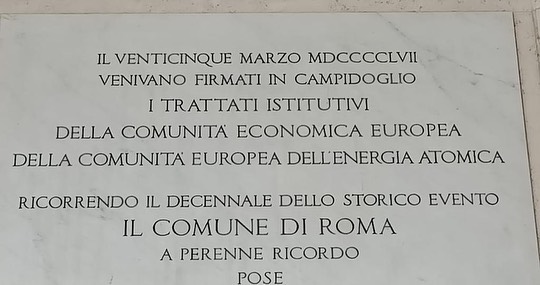 IL VENTICINQUE MARZO MDCCCCLVII
VENIVANO FIRMATI IN CAMPIDOGLIO
I TRATTATI ISTITUTIVI
DELLA COMUNITÀ ECONOMICA EUROPEA
DELLA COMUNITÀ EUROPEA DELL'ENERGIA ATOMICA
RICORRENDO IL DECENNALE DELLO STORICO EVENTO
IL COMUNE DI ROMA
A PERENNE RICORDO
POSE